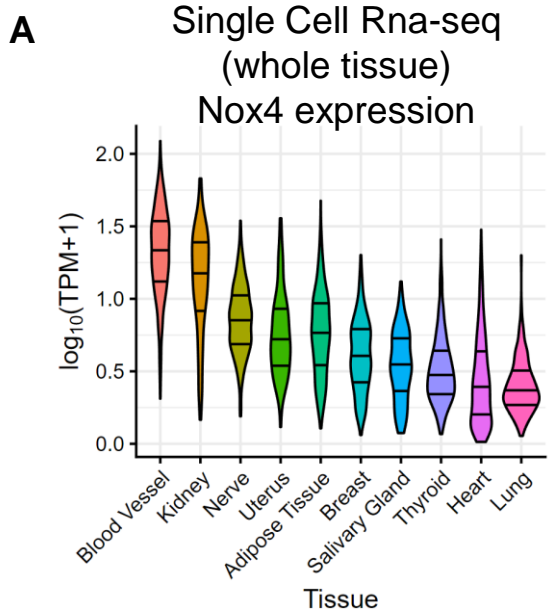 A
Single Cell Rna-seq
(whole tissue)
Nox4 expression
log10(TPM+1)
2.0
1.5
1.0
0.5
0.0
Blood Vessel
Kidney
Nerve
Uterus
Adipose Tissue
Breast
Salivary Gland
Thyroid
Heart
Lung
Tissue